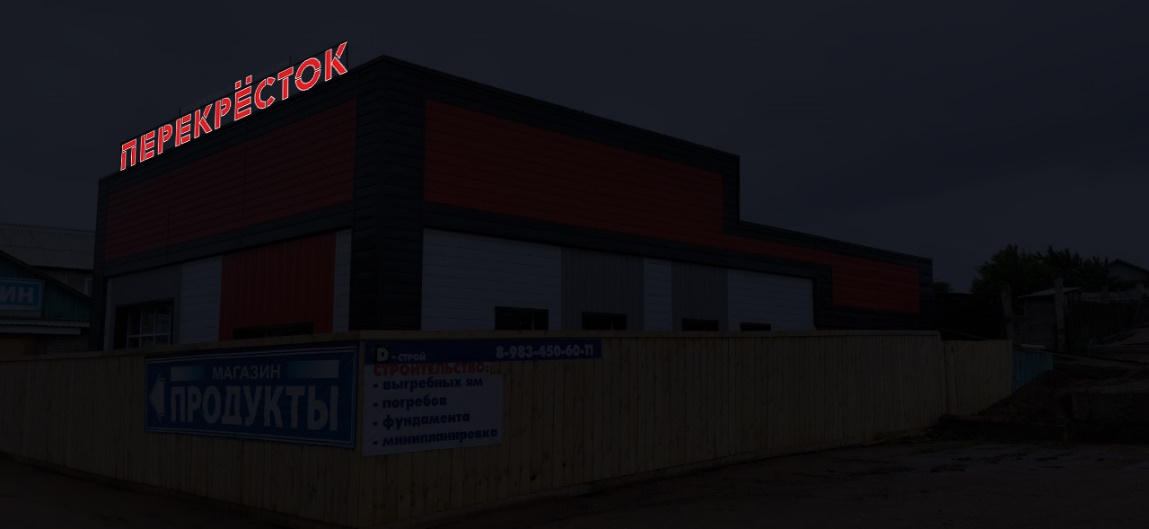 ПЕРЕКРЁСТОК
ИН
МАГАЗИН
ПРОДУКТЫ
D - СТРОЙ 8-983-450-60-11
СТРОИТЕЛЬСТВО:
- выгребных ям
- погребов
- фундамента
- минипланировка